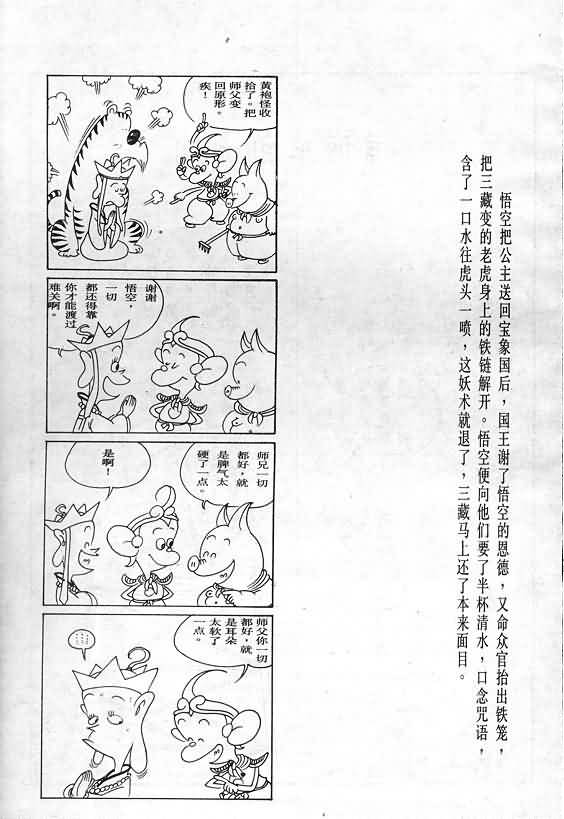 悟空把公主送回宝象国后，国王谢了悟空的恩德，又命众官抬出铁笼，
把三藏变的老虎身上的铁链解开。悟空便向他们要了半杯清水，口念咒语，
含了一口水往虎头一喷，这妖术就退了，三藏马上还了本来面目。
黄袍怪收
拾了。把
师父变
回原形。
疾！
谢谢
悟空，
一切
都还得靠
你才能渡过
难关啊。
师兄一切
都好，就
是脾气太
硬了一点。
是啊！
师父你一切
都好，就
是耳朵
太软了
一点。